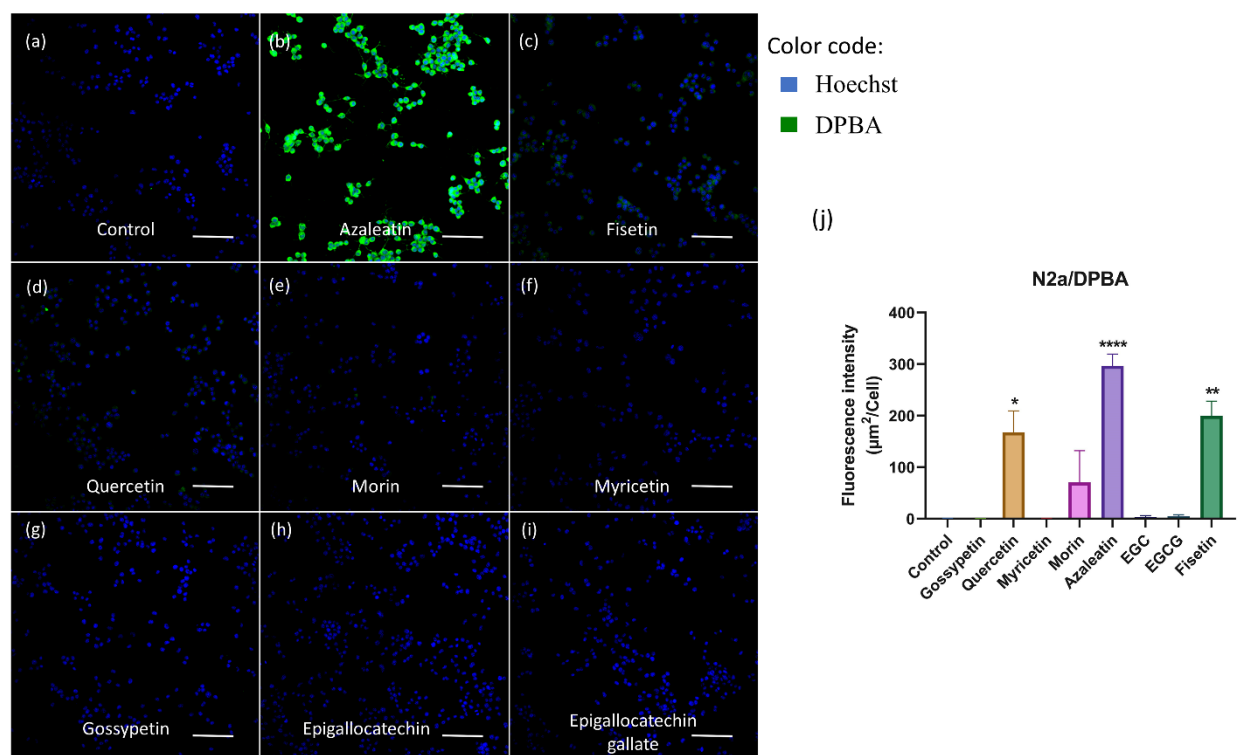 (a)
Control
(b)
Azaleatin
(c)
Fisetin
(d)
Quercetin
(e)
Morin
(f)
Myricetin
(g)
Gossypetin
(h)
Epigallocatechin
(i)
Epigallocatechin
gallate
Color code:
Hoechst
DPBA
(j)
N2a/DPBA
Fluorescence intensity
(µm²/Cell)
400
300
200
100
0
*
****
**
Control
Gossypetin
Quercetin
Myricetin
Morin
Azaleatin
EGC
EGCG
Fisetin